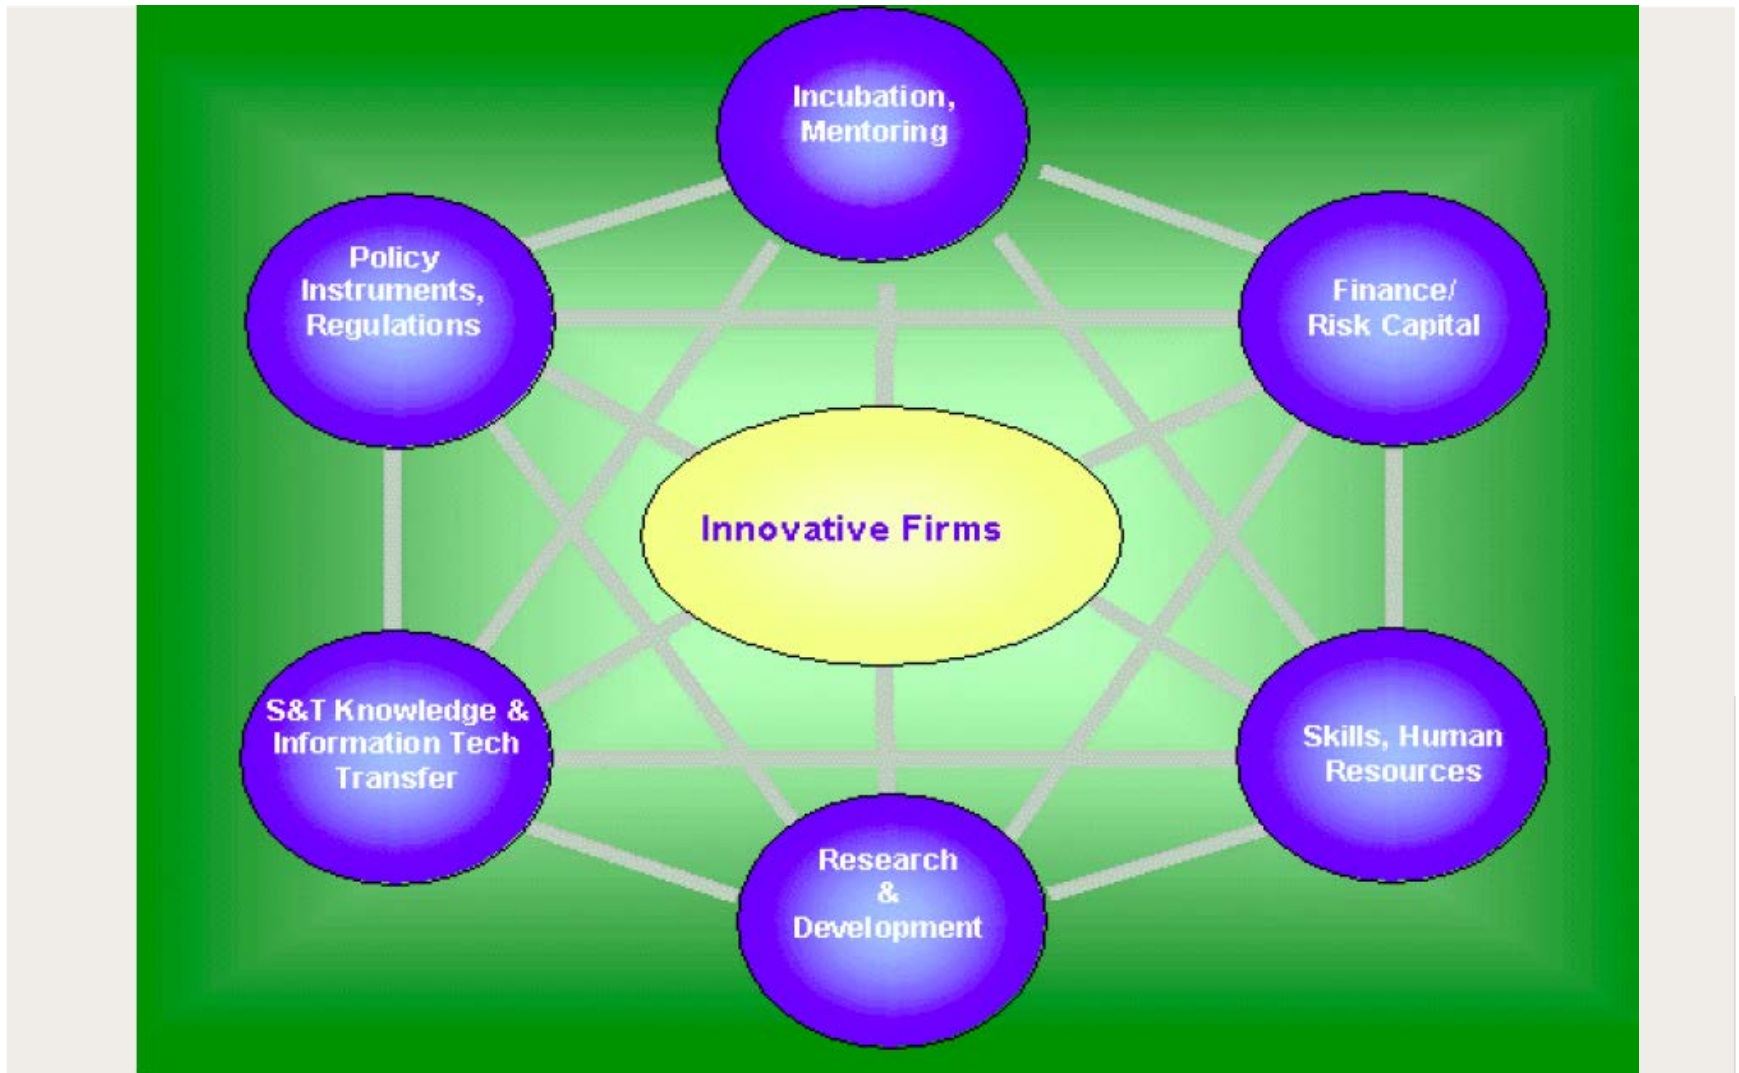 Incubation,
Mentoring
Policy
Instruments,
Regulations
Finance/
Risk Capital
Innovative Firms
S&T Knowledge &
Information Tech
Transfer
Skills, Human
Resources
Research
&
Development